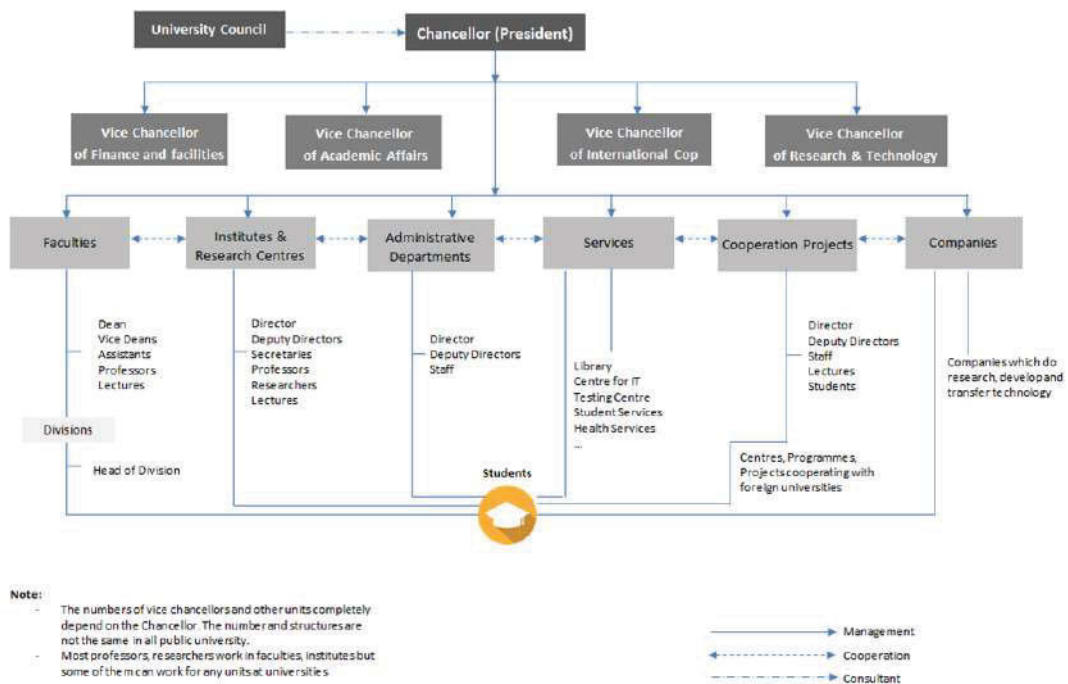 University Council
Chancellor (President)
Vice Chancellor
of Finance and facilities
Vice Chancellor
of Academic Affairs
Vice Chancellor
of International Cop
Vice Chancellor
of Research & Technology
Faculties
Institutes &
Research Centres
Administrative
Departments
Services
Cooperation Projects
Companies
Dean
Vice Deans
Assistants
Professors
Lectures
Director
Deputy Directors
Secretaries
Professors
Researchers
Lectures
Director
Deputy Directors
Staff
Library
Centre for IT
Testing Centre
Student Services
Health Services
...
Director
Deputy Directors
Staff
Lectures
Students
Companies which do
research, develop and
transfer technology
Divisions
Head of Division
Students
Centres, Programmes,
Projects cooperating with
foreign universities
Note:
- The numbers of vice chancellors and other units completely
depend on the Chancellor. The number and structures are
not the same in all public university.
- Most professors, researchers work in faculties, institutes but
some of them can work for any units at universities
Management
Cooperation
Consultant